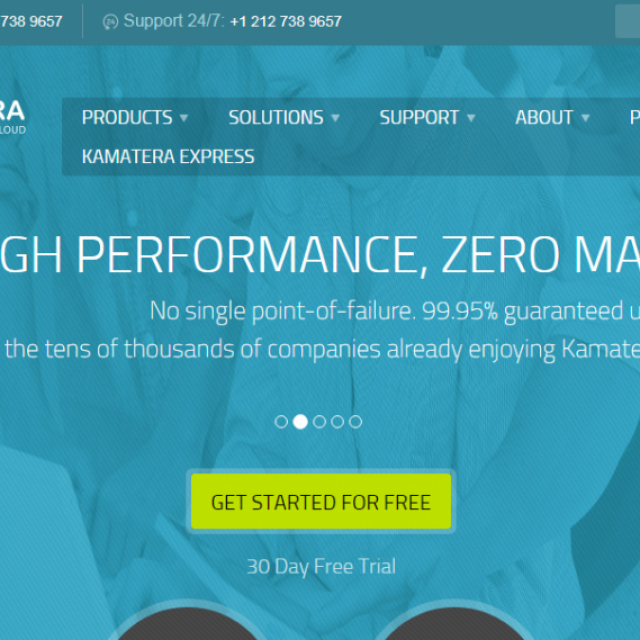 738 9657
Support 24/7: +1 212 738 9657
RA
LOUD
PRODUCTS
SOLUTIONS
SUPPORT
ABOUT
P
KAMATERA EXPRESS
GH PERFORMANCE, ZERO MA
No single point-of-failure. 99.95% guaranteed u
the tens of thousands of companies already enjoying Kamate
GET STARTED FOR FREE
30 Day Free Trial